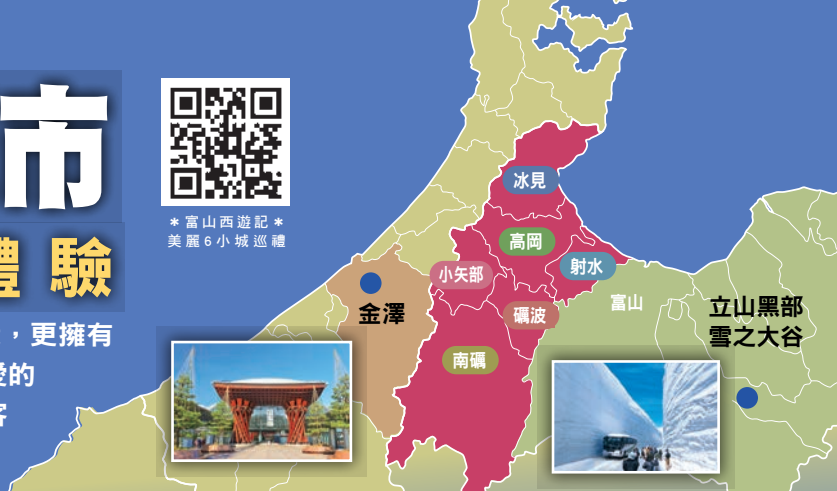 市
體驗
，更擁有
愛的
客
＊富山西遊記＊
美麗6小城巡禮
冰見
高岡
射水
小矢部
金澤
礪波
富山
立山黑部
雪之大谷
南礪